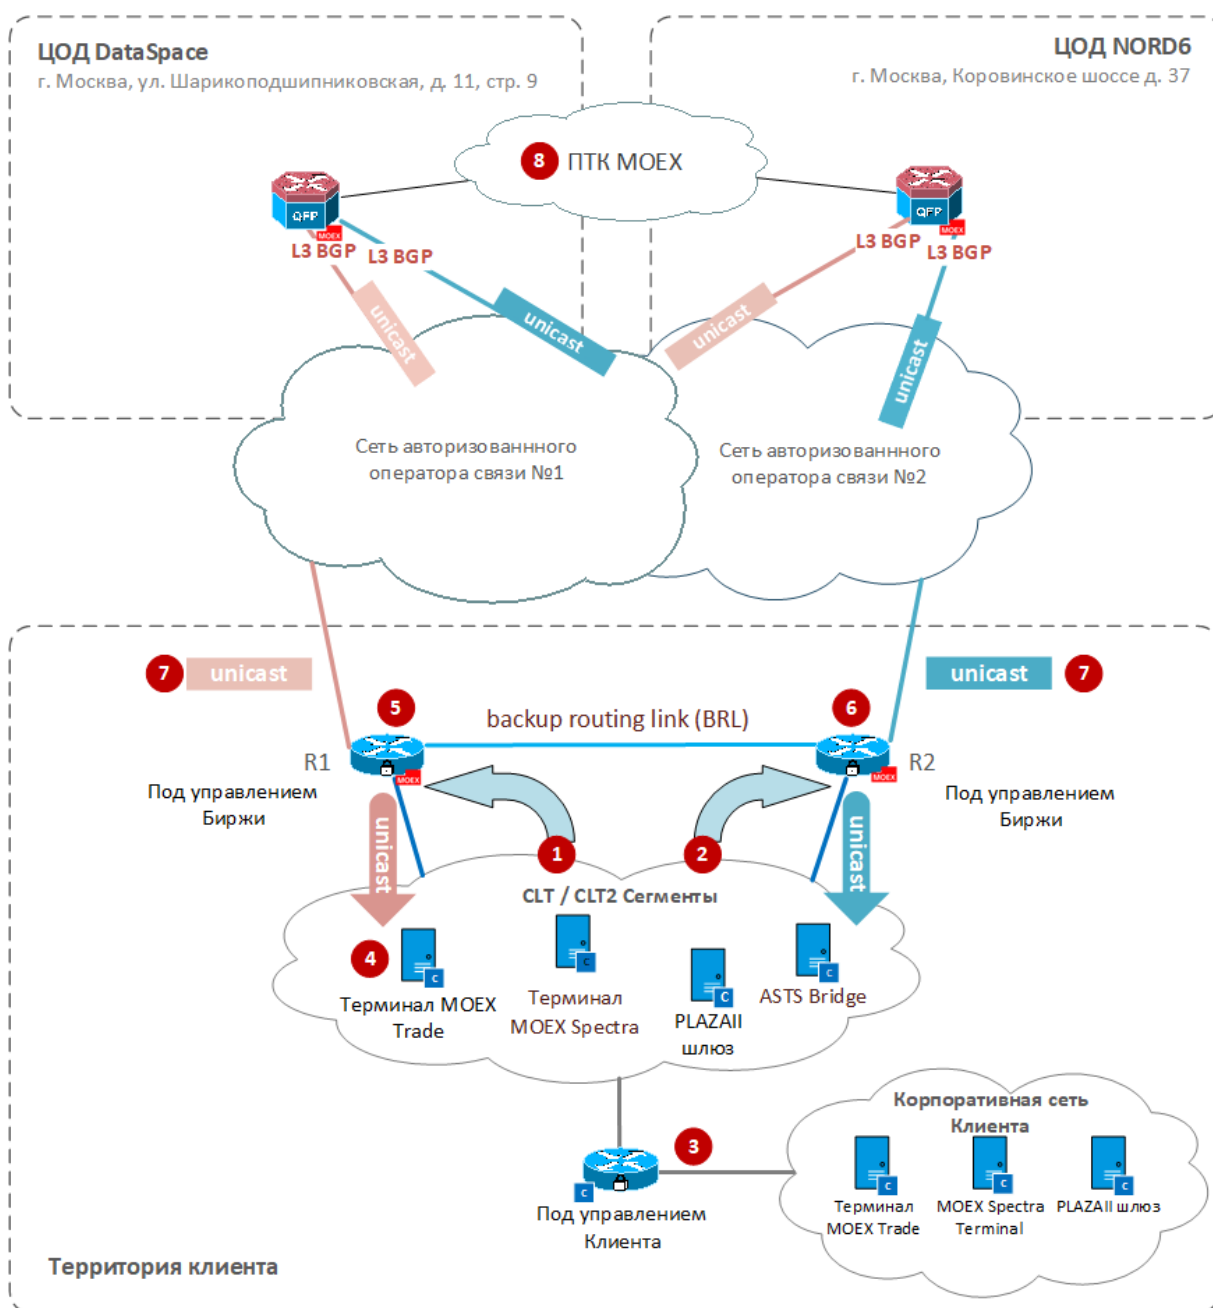 ЦОД DataSpace
г. Москва, ул. Шарикоподшипниковская, д. 11, стр. 9
ЦОД NORD6
г. Москва, Коровинское шоссе д. 37
8 ПТК MOEX
QFP
MOEX
QFP
MOEX
L3 BGP
L3 BGP
L3 BGP
L3 BGP
unicast
unicast
unicast
unicast
Сеть авторизованнного
оператора связи №1
Сеть авторизованнного
оператора связи №2
7 unicast
unicast 7
5
6
backup routing link (BRL)
R1
MOEX
MOEX
R2
Под управлением
Биржи
Под управлением
Биржи
unicast
unicast
1
2
CLT / CLT2 Сегменты
4
C
C
C
C
Терминал MOEX
Trade
Терминал
MOEX Spectra
PLAZAII
шлюз
ASTS Bridge
3
C
Под управлением
Клиента
Корпоративная сеть
Клиента
C
C
C
Терминал
MOEX Trade
MOEX Spectra
Terminal
PLAZAII шлюз
Территория клиента